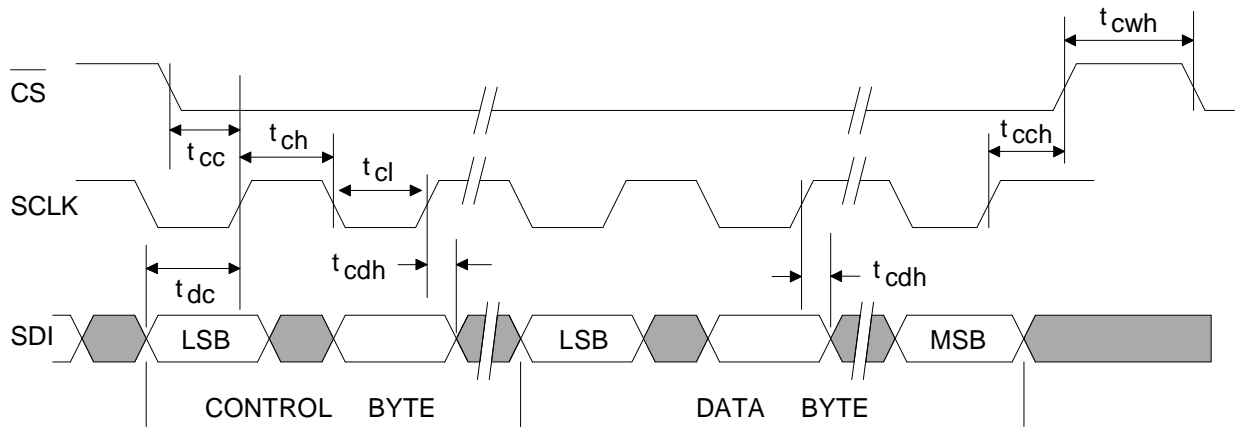 t cwh
CS
t cc
t ch
t cl
t cch
SCLK
t dc
t cdh
t cdh
SDI
LSB
LSB
MSB
CONTROL BYTE
DATA BYTE